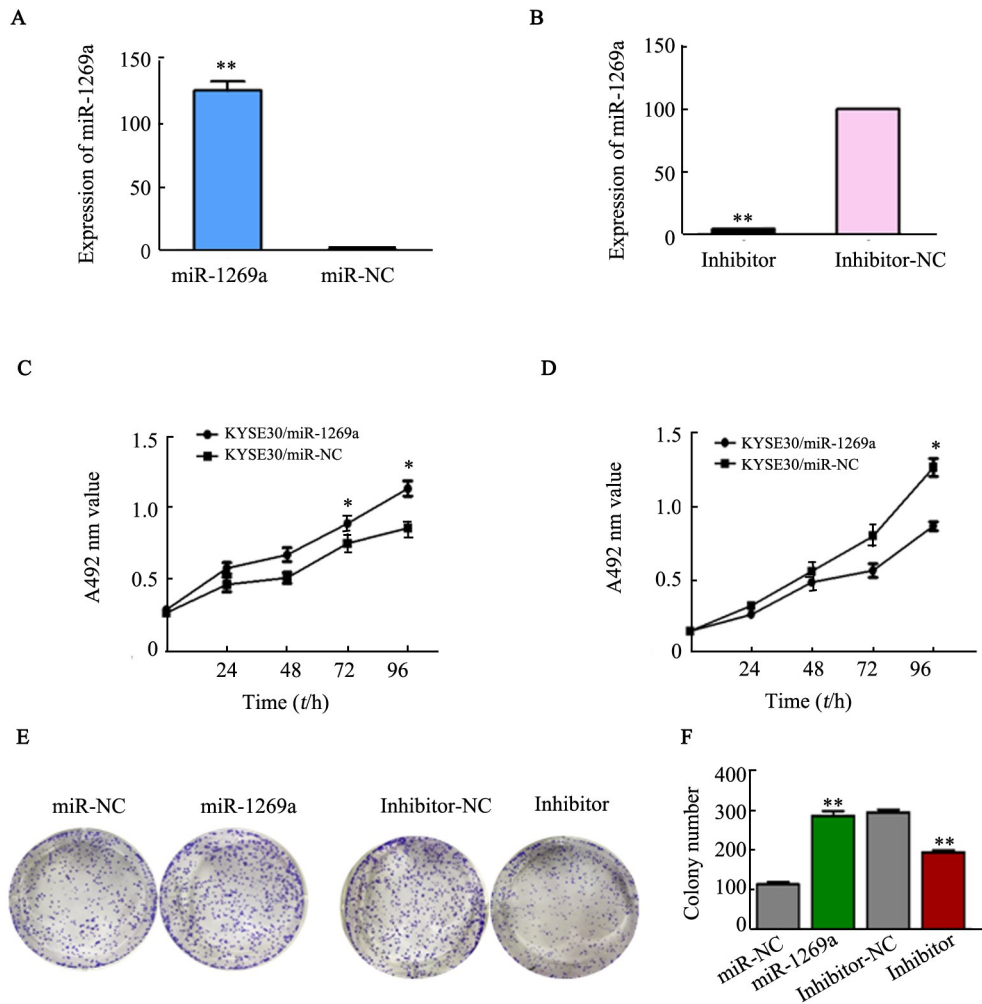 A
B
Expression of miR-1269a
150
100
50
0
**
miR-1269a
miR-NC
Expression of miR-1269a
150
100
50
0
**
Inhibitor
Inhibitor-NC
C
D
A492 nm value
1.5
1.0
0.5
0
KYSE30/miR-1269a
KYSE30/miR-NC
*
*
24 48 72 96
Time (t/h)
A492 nm value
1.5
1.0
0.5
0
KYSE30/miR-1269a
KYSE30/miR-NC
*
24 48 72 96
Time (t/h)
E
miR-NC
miR-1269a
Inhibitor-NC
Inhibitor
F
Colony number
400
300
200
100
0
**
**
miR-NC
miR-1269a
Inhibitor-NC
Inhibitor